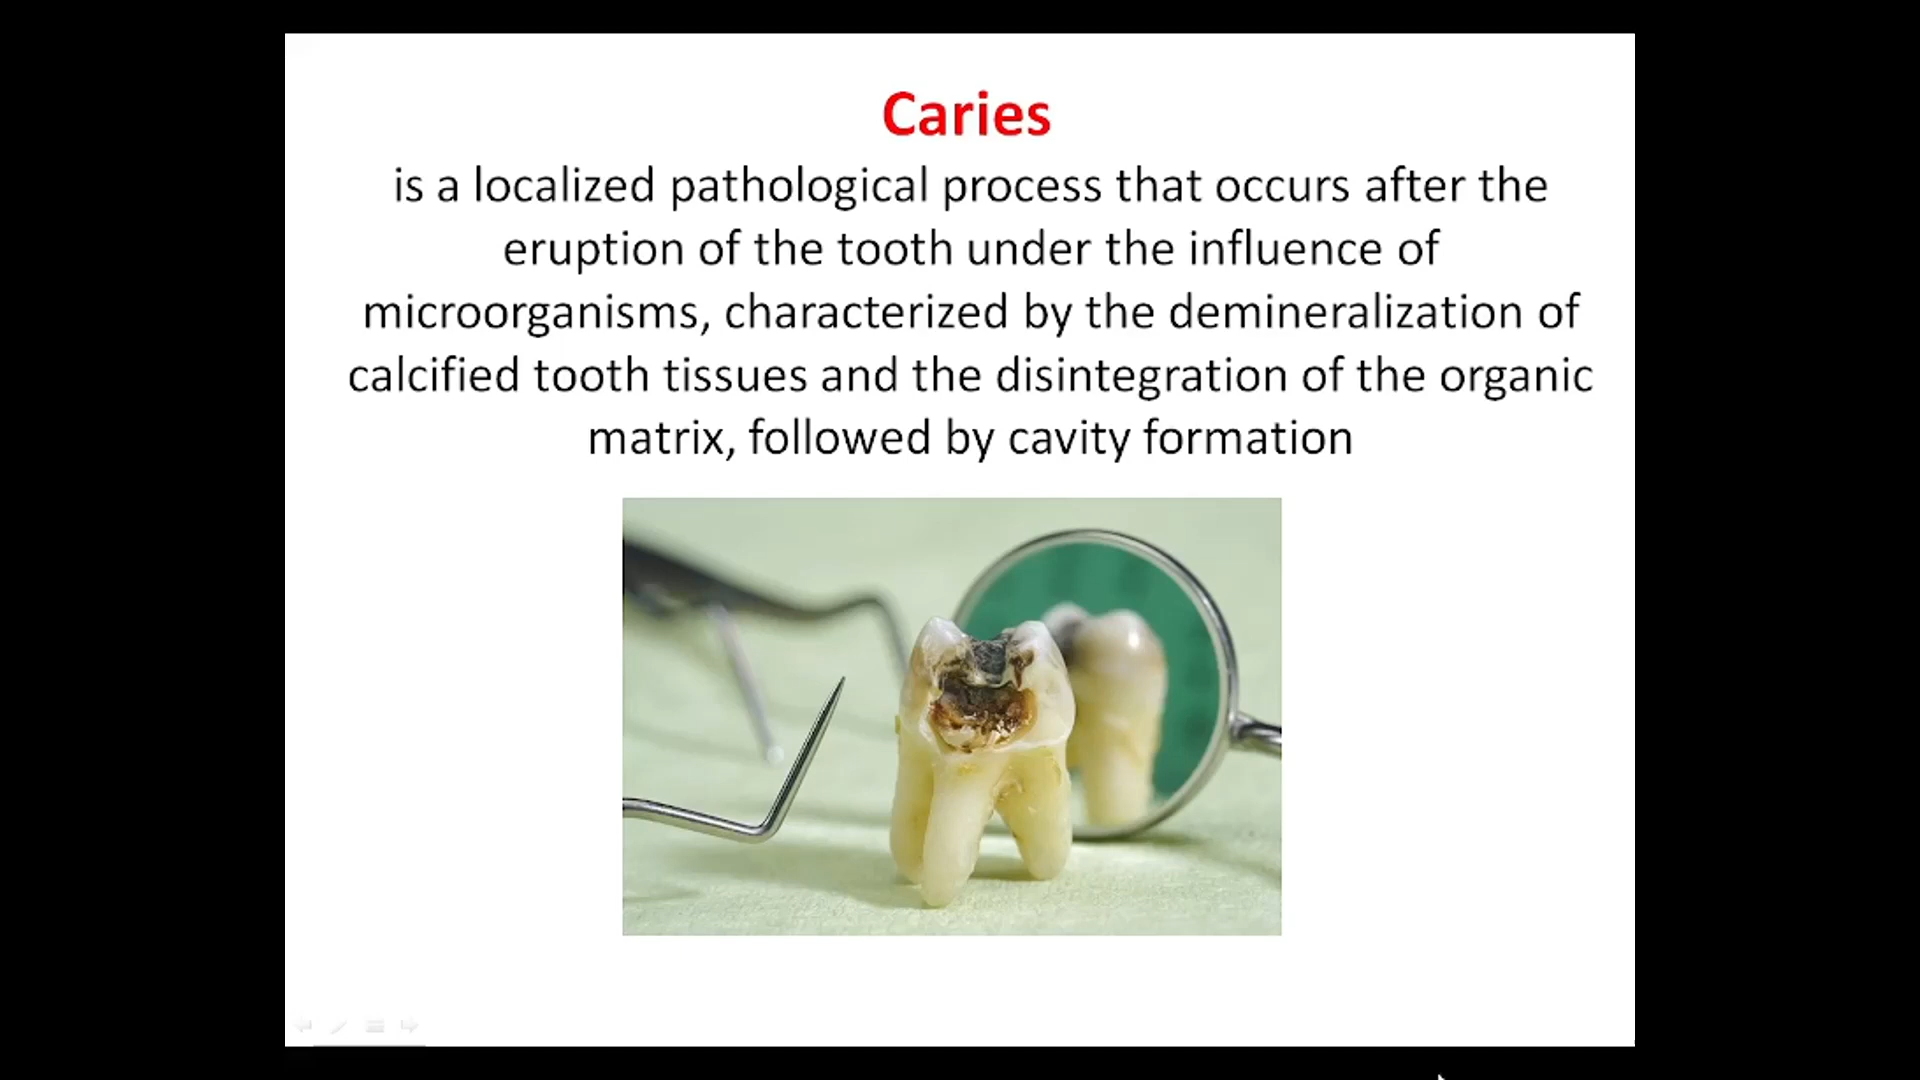 Caries
is a localized pathological process that occurs after the
eruption of the tooth under the influence of
microorganisms, characterized by the demineralization of
calcified tooth tissues and the disintegration of the organic
matrix, followed by cavity formation